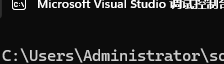 Microsoft Visual Studio 调试控制台
C:\Users\Administrator\so